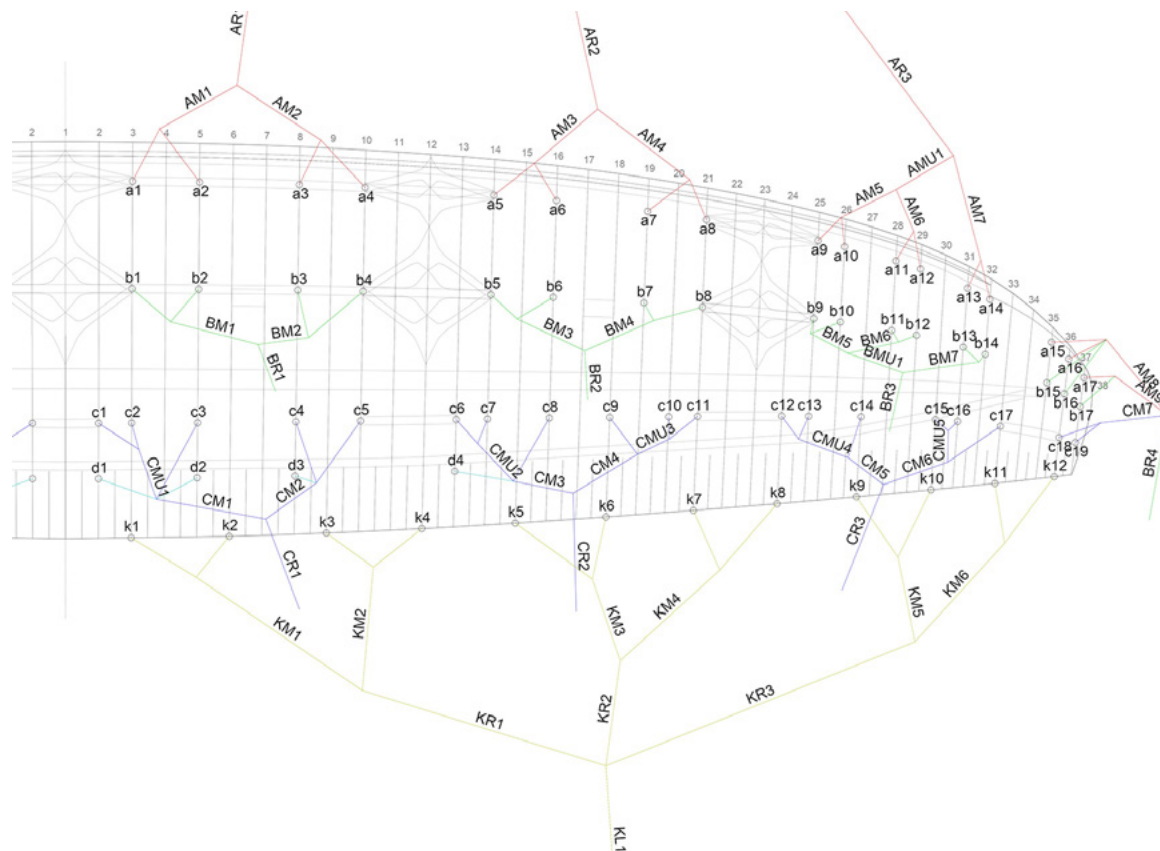 AR
AR2
AR3
AM1
AM2
AM3
AM4
AMU1
AM5
AM6
AM7
2 1 2 3 4 5 6 7 8 9 10 14 12 13 14 15 16 17 18 19 20 21 22 23 24 25 26 27 28 29 30 31 32 33 34 35 36 37 38
a1 a2 a3 a4 a5 a6 a7 a8 a9 a10 a11 a12 a13 a14 a15 a16 a17
AM8
AM9
b1 b2 b3 b4 b5 b6 b7 b8 b9 b10 b11 b12 b13 b14 b15 b16 b17
BM1 BM2 BM3 BM4 BM5 BM6 BMU1 BM7
BR1 BR2 BR3 BR4
c1 c2 c3 c4 c5 c6 c7 c8 c9 c10 c11 c12 c13 c14 c15 c16 c17 c18 c19
CM7
d1 d2 d3 d4
CMU1 CM1 CM2 CMU2 CM3 CM4 CMU3 CMU4 CM5 CM6 CMU5
CR1 CR2 CR3
k1 k2 k3 k4 k5 k6 k7 k8 k9 k10 k11 k12
KM1 KM2 KM3 KM4 KM5 KM6
KR1 KR2 KR3
KL1